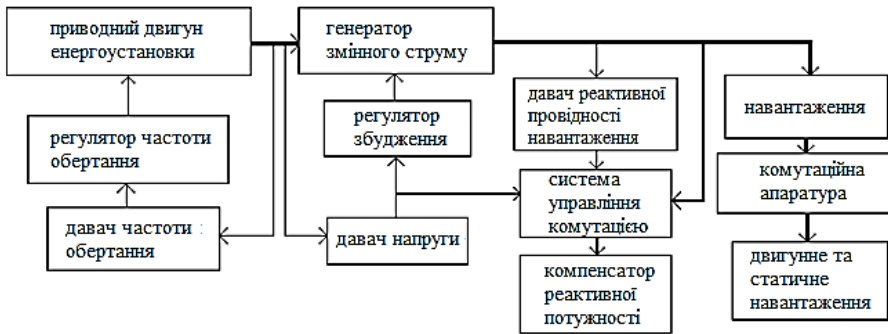 приводний двигун
енергоустановки
генератор
змінного струму
регулятор частоти
обертання
регулятор
збудження
давач реактивної
провідності
навантаження
навантаження
давач частоти :
обертання
давач напруги
система
управління
комутацією
комутаційна
апаратура
компенсатор
реактивної
потужності
двигунне та
статичне
навантаження